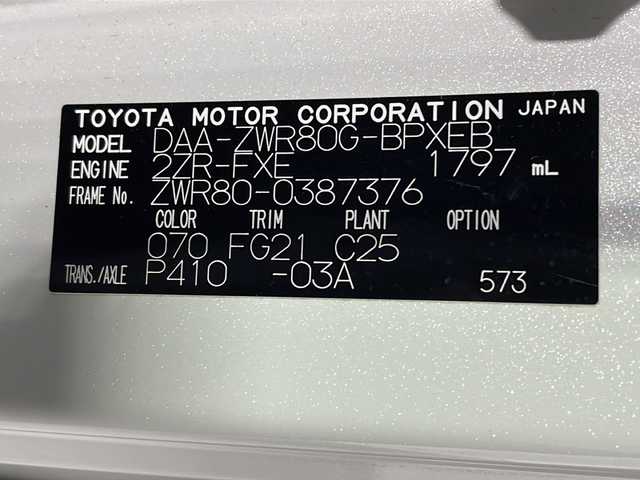 TOYOTA MOTOR CORPORATION JAPAN
MODEL DAA-ZWR80G-BPXEB
ENGINE 2ZR-FXE 1797 mL
FRAME No. ZWR80-0387376
COLOR TRIM PLANT OPTION
070 FG21 C25
TRANS./AXLE P410 -03A 573